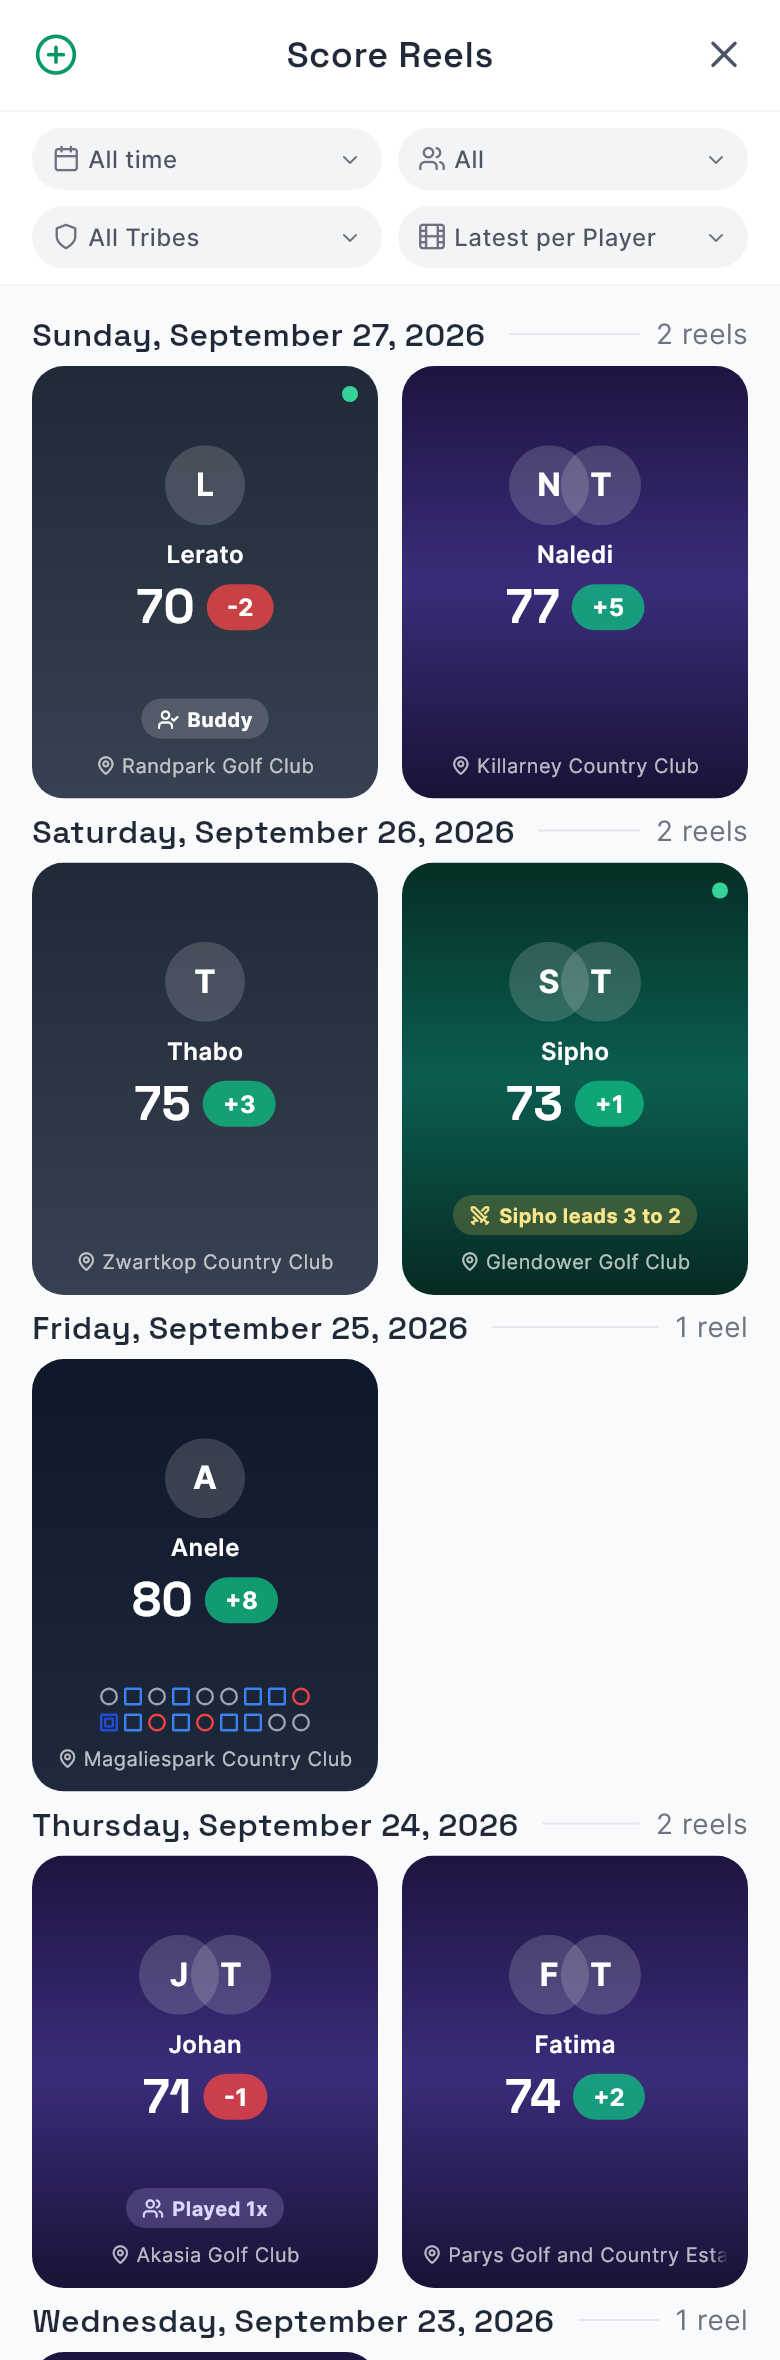 Score Reels
All time
All
All Tribes
Latest per Player
Sunday, September 27, 2026
2 reels
L
Lerato
70
-2
Buddy
Randpark Golf Club
N T
Naledi
77
+5
Killarney Country Club
Saturday, September 26, 2026
2 reels
T
Thabo
75
+3
Zwartkop Country Club
S T
Sipho
73
+1
Sipho leads 3 to 2
Glendower Golf Club
Friday, September 25, 2026
1 reel
A
Anele
80
+8
Magaliespark Country Club
Thursday, September 24, 2026
2 reels
J T
Johan
71
-1
Played 1x
Akasia Golf Club
F T
Fatima
74
+2
Parys Golf and Country Esta
Wednesday, September 23, 2026
1 reel